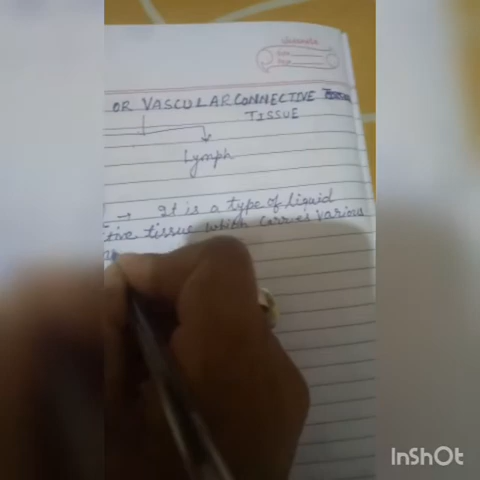 OR VASCULAR CONNECTIVE
TISSUE
Lymph
→ It is a type of liquid
tive tissue which carries various
InShOt